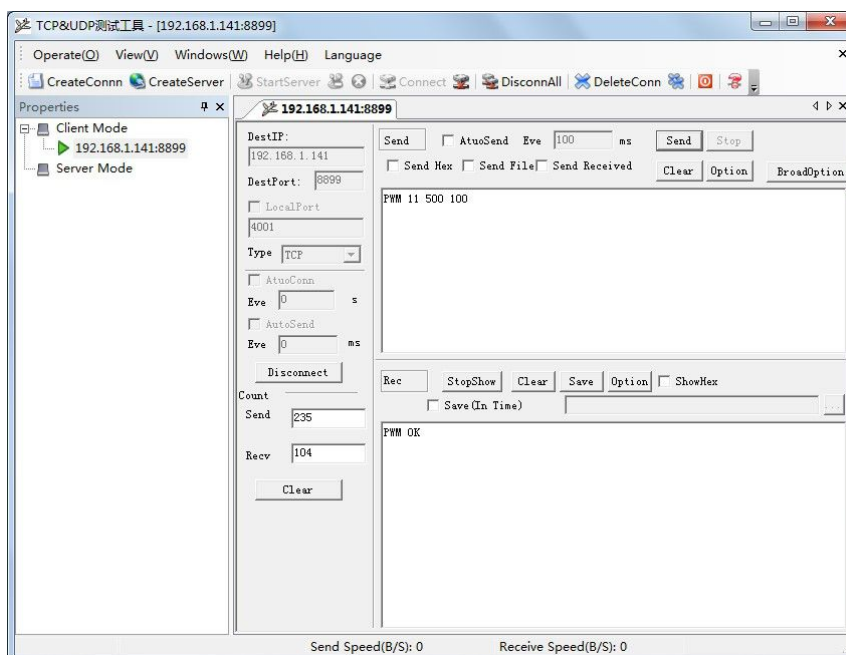 TCP&UDP测试工具 - [192.168.1.141:8899]
Operate(O) View(V) Windows(W) Help(H) Language
CreateConnn CreateServer StartServer Connect DisconnAll DeleteConn
Properties
Client Mode
192.168.1.141:8899
Server Mode
192.168.1.141:8899
DestIP:
192.168.1.141
DestPort: 8899
LocalPort
4001
Type TCP
AtuoConn
Eve 0 s
AutoSend
Eve 0 ms
Disconnect
Count
Send 235
Recv 104
Clear
Send AtuoSend Eve 100 ms Send Stop
Send Hex Send File Send Received Clear Option BroadOption
PWM 11 500 100
Rec StopShow Clear Save Option ShowHex
Save(In Time) ...
PWM OK
Send Speed(B/S): 0 Receive Speed(B/S): 0